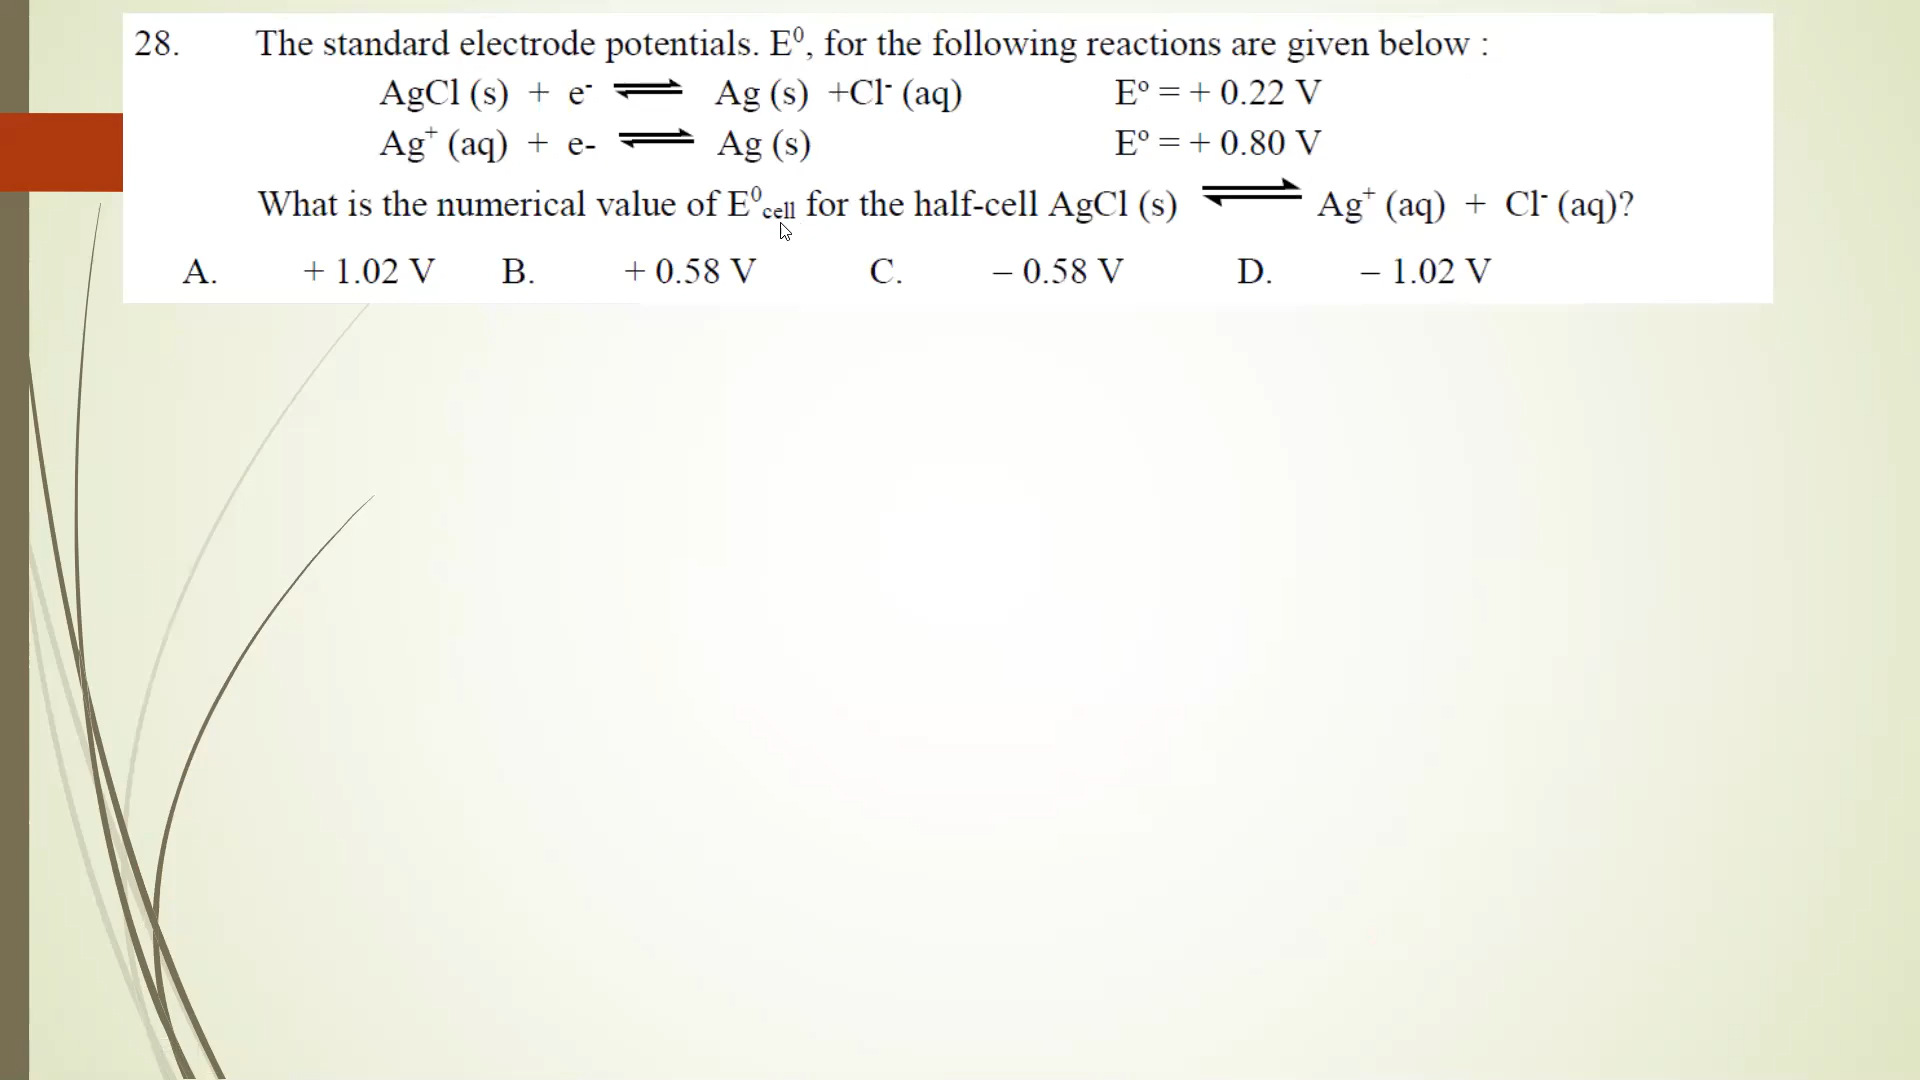 28. The standard electrode potentials. E⁰, for the following reactions are given below :
AgCl (s) + e⁻ ⇌ Ag (s) +Cl⁻ (aq) Eº = + 0.22 V
Ag⁺ (aq) + e- ⇌ Ag (s) Eº = + 0.80 V
What is the numerical value of E⁰cell for the half-cell AgCl (s) ⇌ Ag⁺ (aq) + Cl⁻ (aq)?
A. + 1.02 V B. + 0.58 V C. – 0.58 V D. – 1.02 V